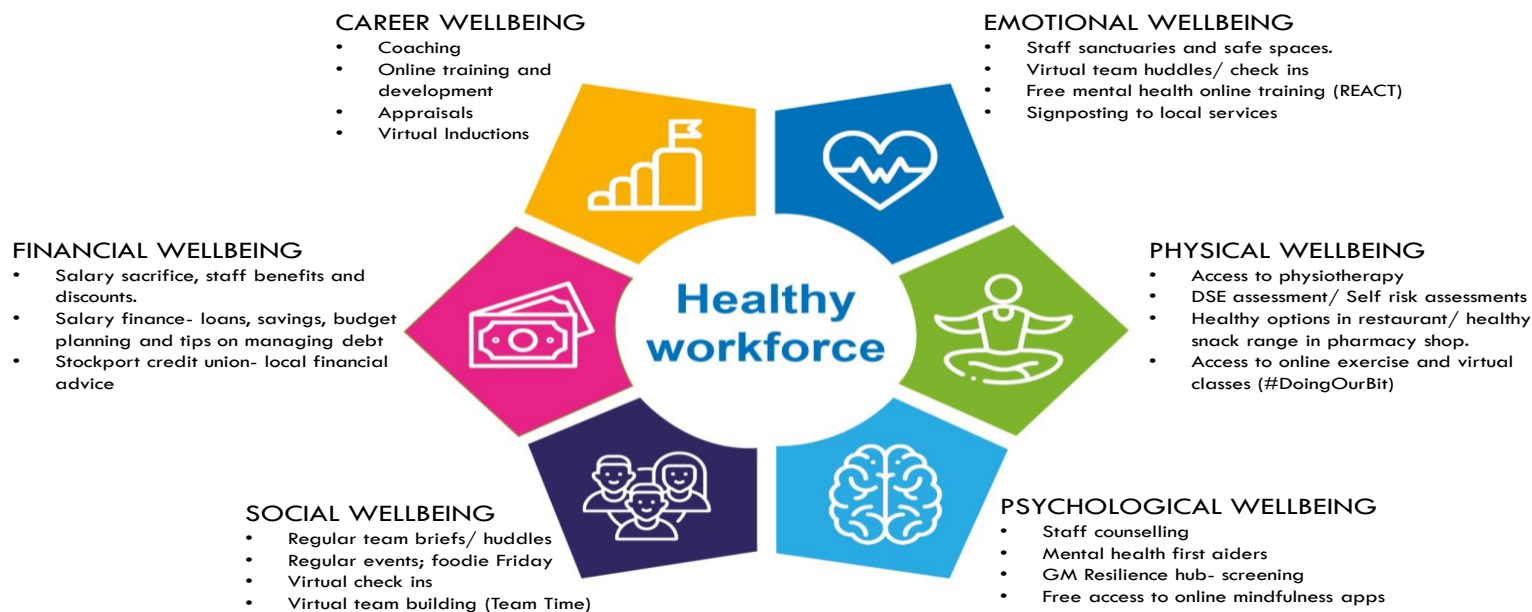 CAREER WELLBEING
• Coaching
• Online training and
development
• Appraisals
• Virtual Inductions
EMOTIONAL WELLBEING
• Staff sanctuaries and safe spaces.
• Virtual team huddles/ check ins
• Free mental health online training (REACT)
• Signposting to local services
FINANCIAL WELLBEING
• Salary sacrifice, staff benefits and
discounts.
• Salary finance- loans, savings, budget
planning and tips on managing debt
• Stockport credit union- local financial
advice
Healthy
workforce
PHYSICAL WELLBEING
• Access to physiotherapy
• DSE assessment/ Self risk assessments
• Healthy options in restaurant/ healthy
snack range in pharmacy shop.
• Access to online exercise and virtual
classes (#DoingOurBit)
SOCIAL WELLBEING
• Regular team briefs/ huddles
• Regular events; foodie Friday
• Virtual check ins
• Virtual team building (Team Time)
PSYCHOLOGICAL WELLBEING
• Staff counselling
• Mental health first aiders
• GM Resilience hub- screening
• Free access to online mindfulness apps